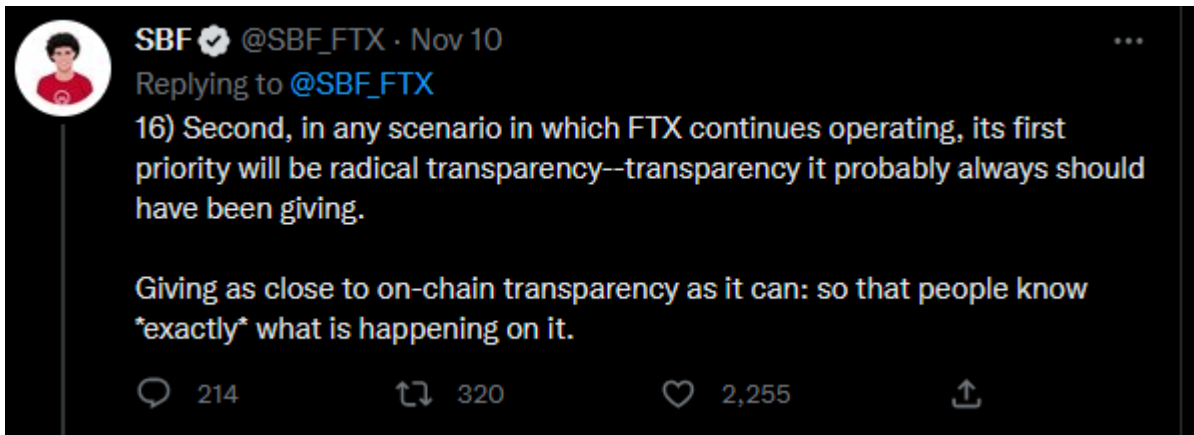 SBF @SBF_FTX · Nov 10
Replying to @SBF_FTX
16) Second, in any scenario in which FTX continues operating, its first
priority will be radical transparency--transparency it probably always should
have been giving.
Giving as close to on-chain transparency as it can: so that people know
*exactly* what is happening on it.
214 320 2,255